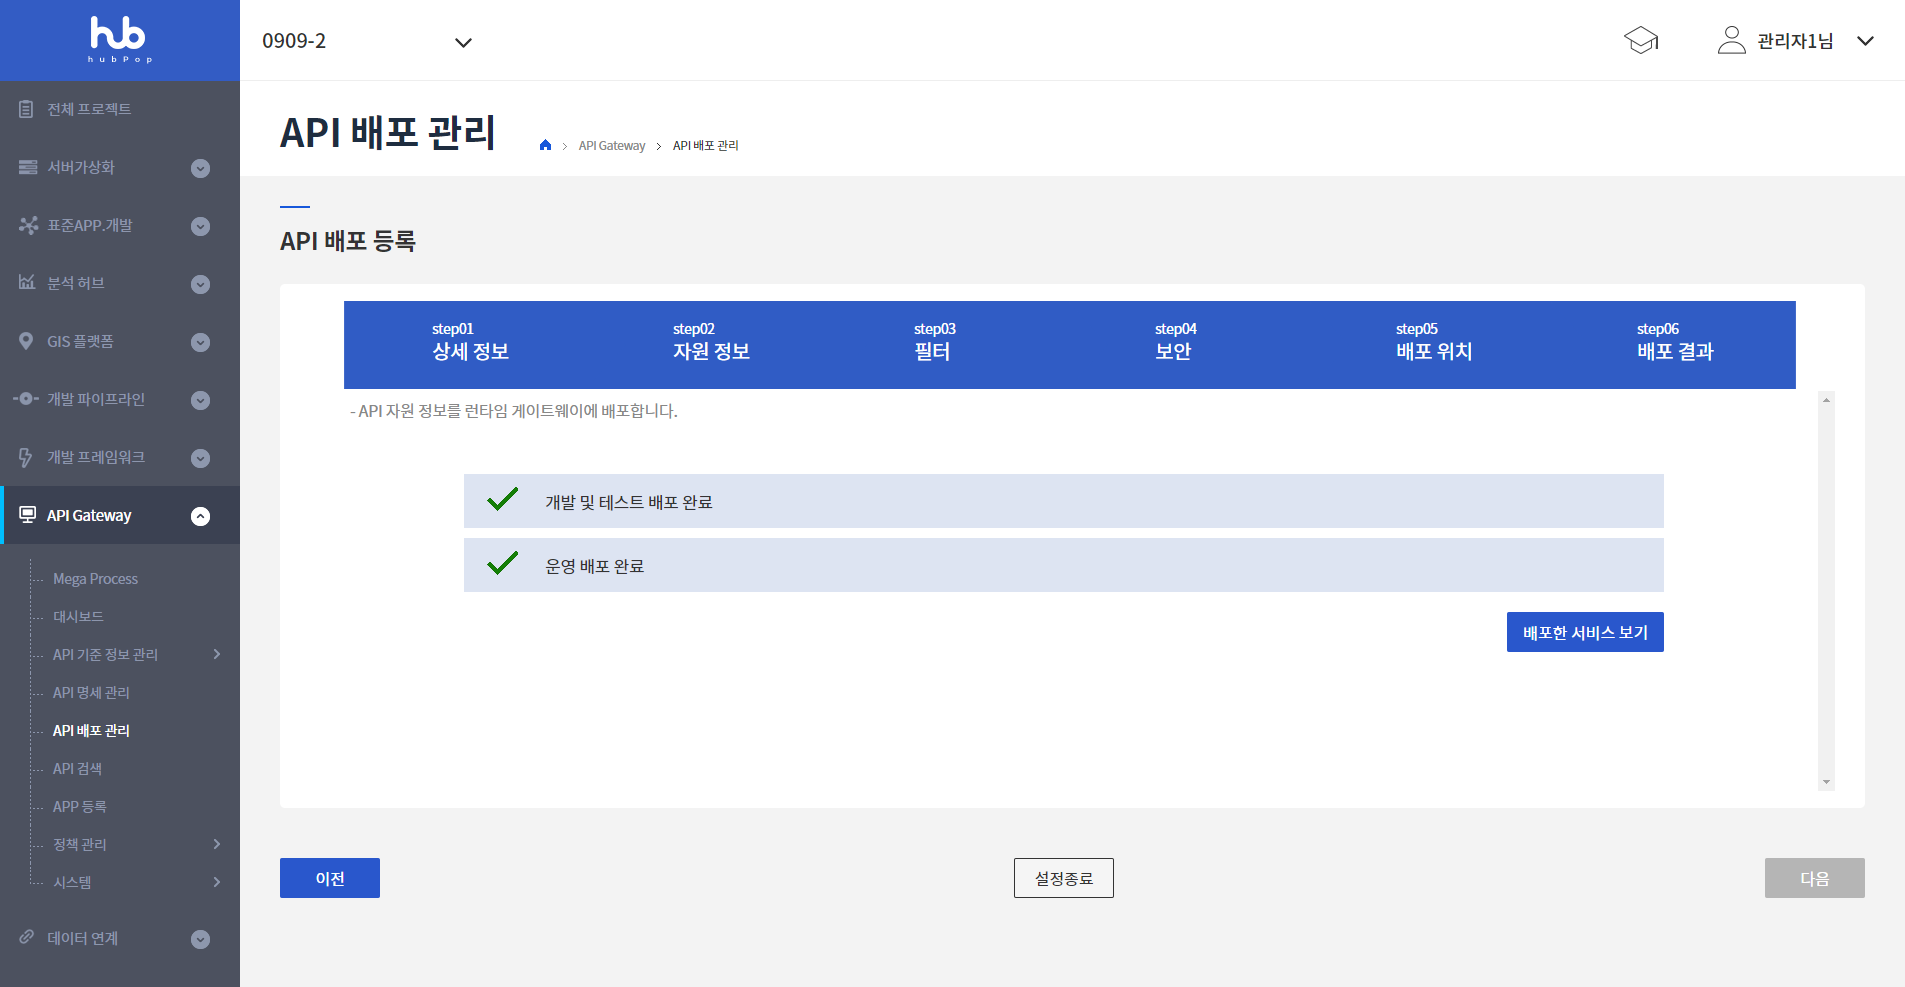 hub
hubPop
0909-2
관리자1님
전체 프로젝트
서버가상화
표준APP.개발
분석 허브
GIS 플랫폼
개발 파이프라인
개발 프레임워크
API Gateway
Mega Process
대시보드
API 기준 정보 관리
API 명세 관리
API 배포 관리
API 검색
APP 등록
정책 관리
시스템
데이터 연계
API 배포 관리
API Gateway > API 배포 관리
API 배포 등록
step01
상세 정보
step02
자원 정보
step03
필터
step04
보안
step05
배포 위치
step06
배포 결과
- API 자원 정보를 런타임 게이트웨이에 배포합니다.
개발 및 테스트 배포 완료
운영 배포 완료
배포한 서비스 보기
이전
설정종료
다음